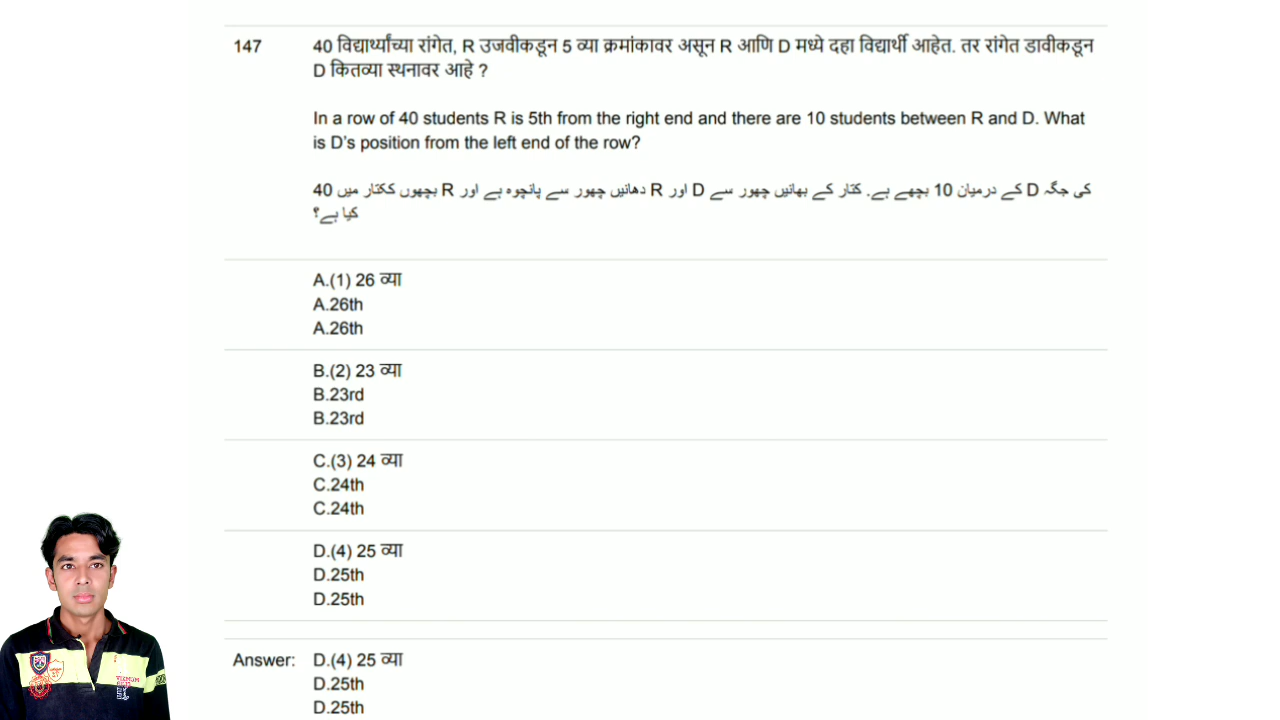 147
40 विद्यार्थ्यांच्या रांगेत, R उजवीकडून 5 व्या क्रमांकावर असून R आणि D मध्ये दहा विद्यार्थी आहेत. तर रांगेत डावीकडून
D कितव्या स्थनावर आहे ?
In a row of 40 students R is 5th from the right end and there are 10 students between R and D. What
is D's position from the left end of the row?
40 بچھوں ککتار میں R دھانیں چھور سے پانچوہ ہے اور R اور D کے درمیان 10 بچھے ہے. کتار کے بھانیں چھور سے D کی جگہ
کیا ہے؟
A.(1) 26 व्या
A.26th
A.26th
B.(2) 23 व्या
B.23rd
B.23rd
C.(3) 24 व्या
C.24th
C.24th
D.(4) 25 व्या
D.25th
D.25th
Answer: D.(4) 25 व्या
D.25th
D.25th